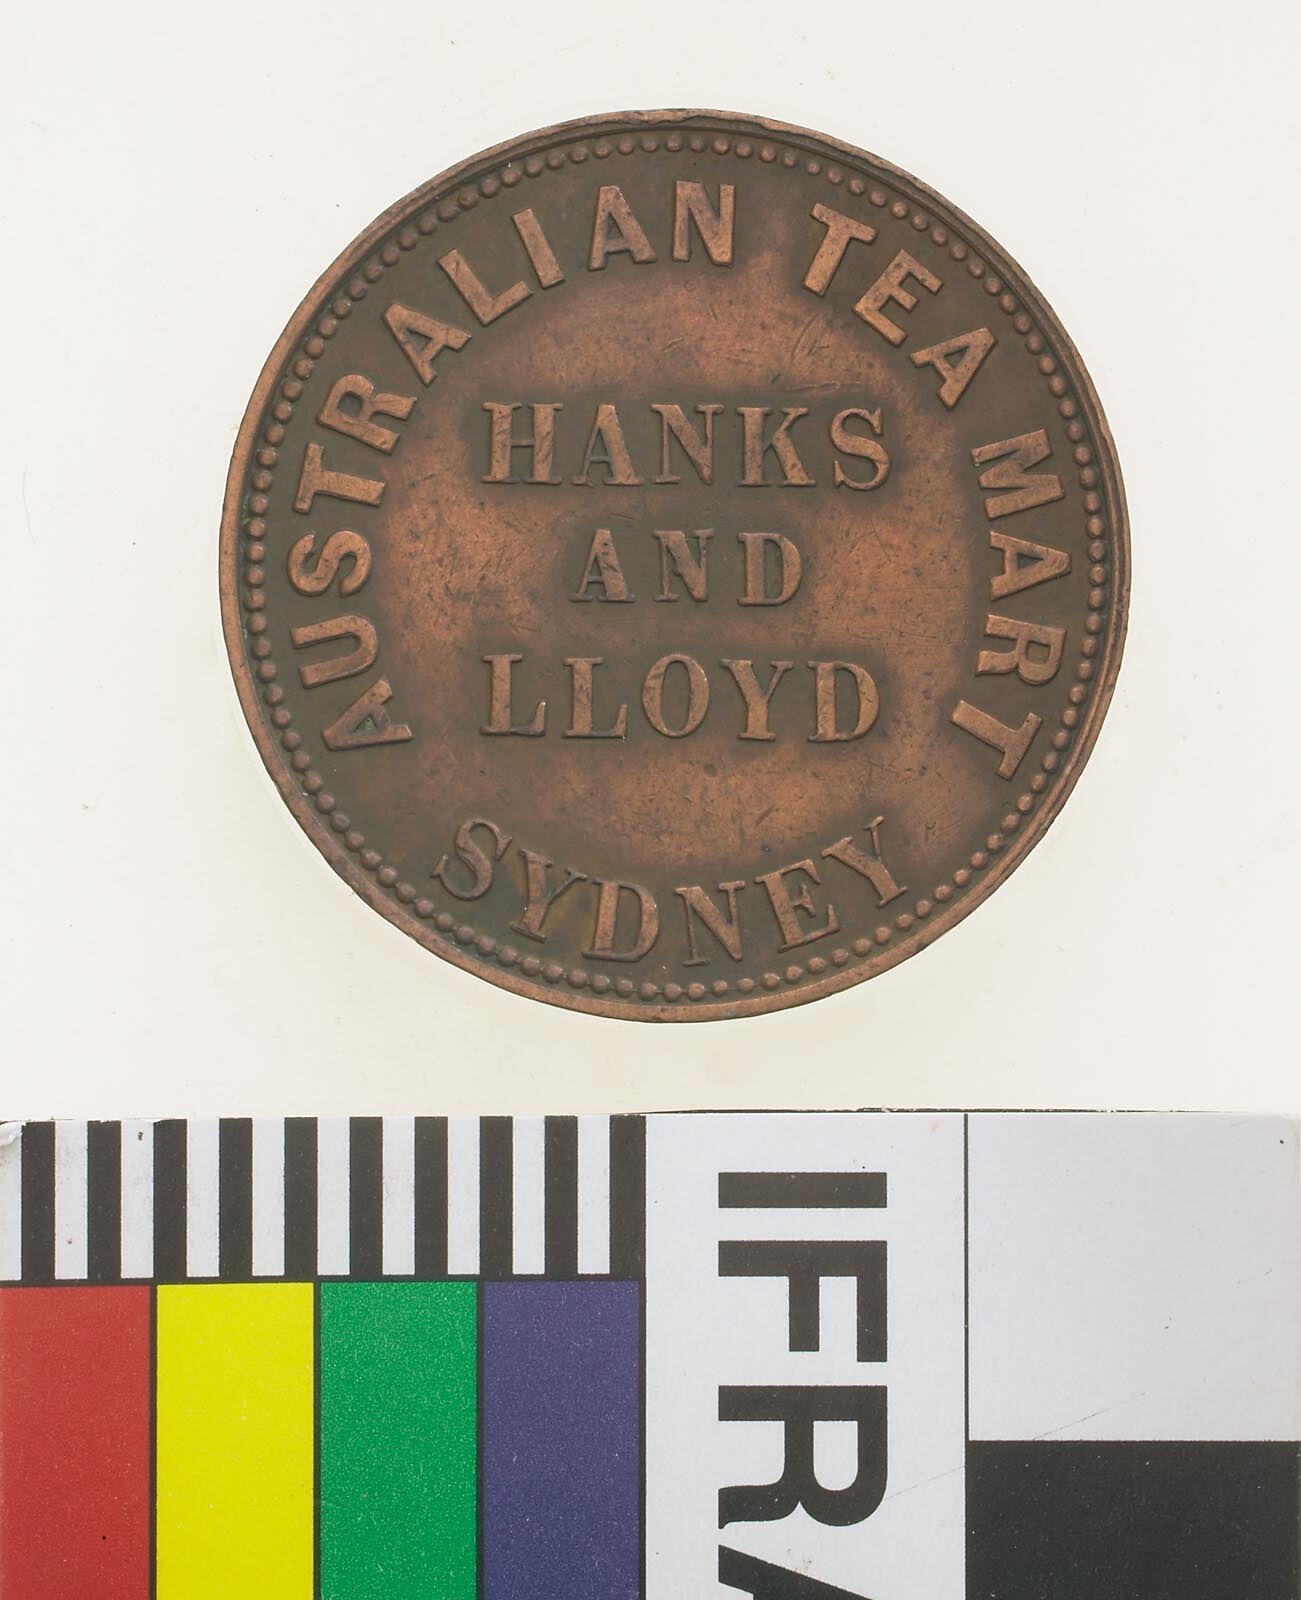 AUSTRALIAN TEA MART
HANKS
AND
LLOYD
SYDNEY
IFRA